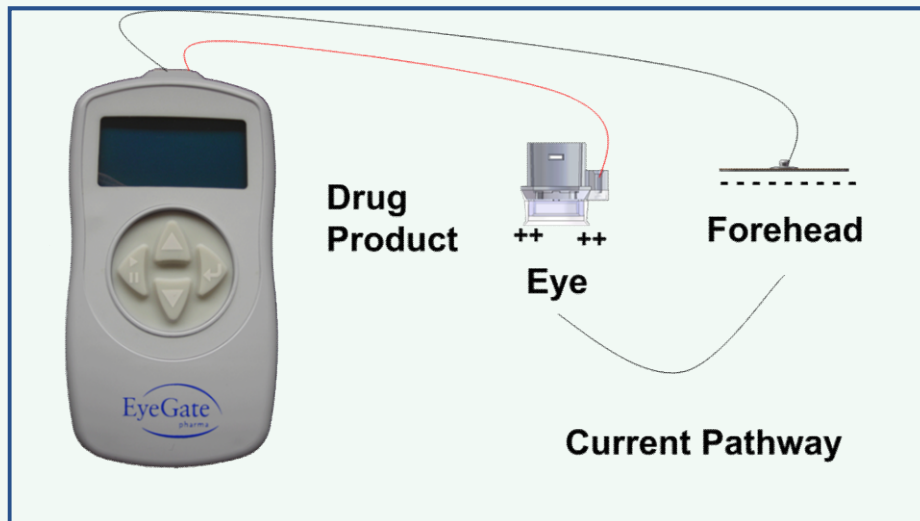 Drug
Product
++ ++
Eye
- - - - - - - - - - -
Forehead
EyeGate
pharma
Current Pathway